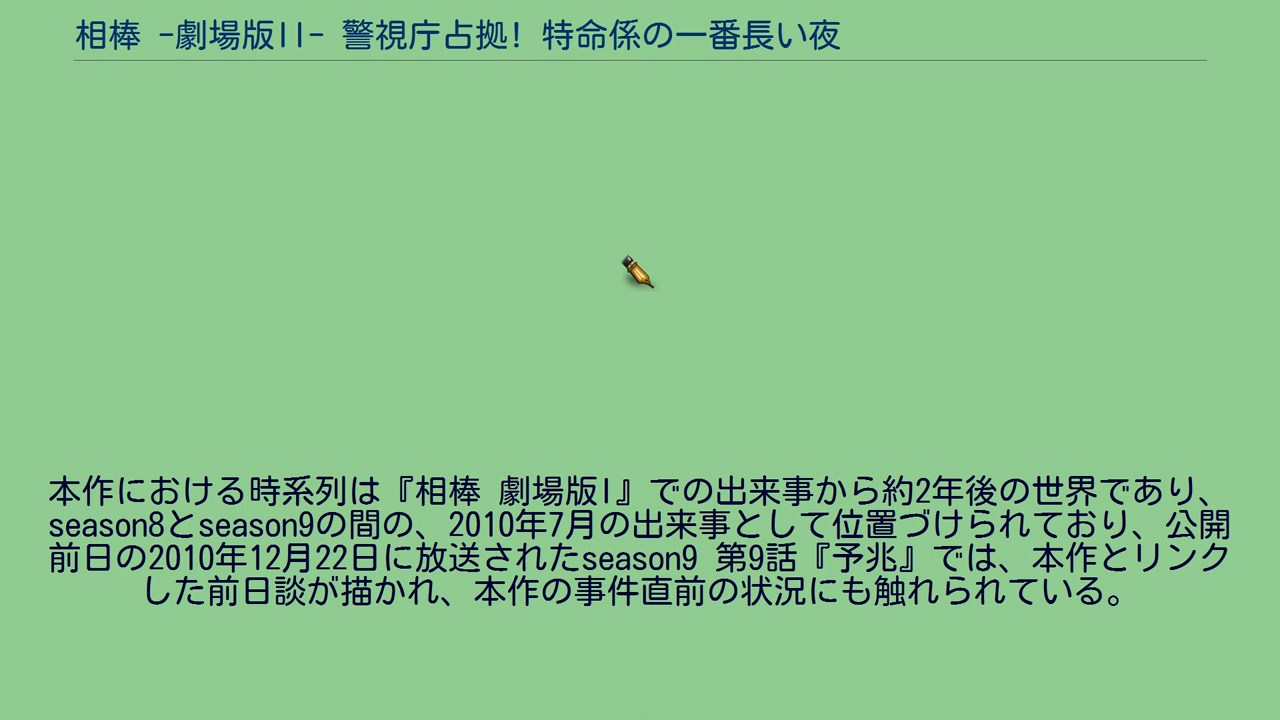 相棒 -劇場版II- 警視庁占拠! 特命係の一番長い夜
本作における時系列は『相棒 劇場版I』での出来事から約2年後の世界であり、
season8とseason9の間の、2010年7月の出来事として位置づけられており、公開
前日の2010年12月22日に放送されたseason9 第9話『予兆』では、本作とリンク
した前日談が描かれ、本作の事件直前の状況にも触れられている。